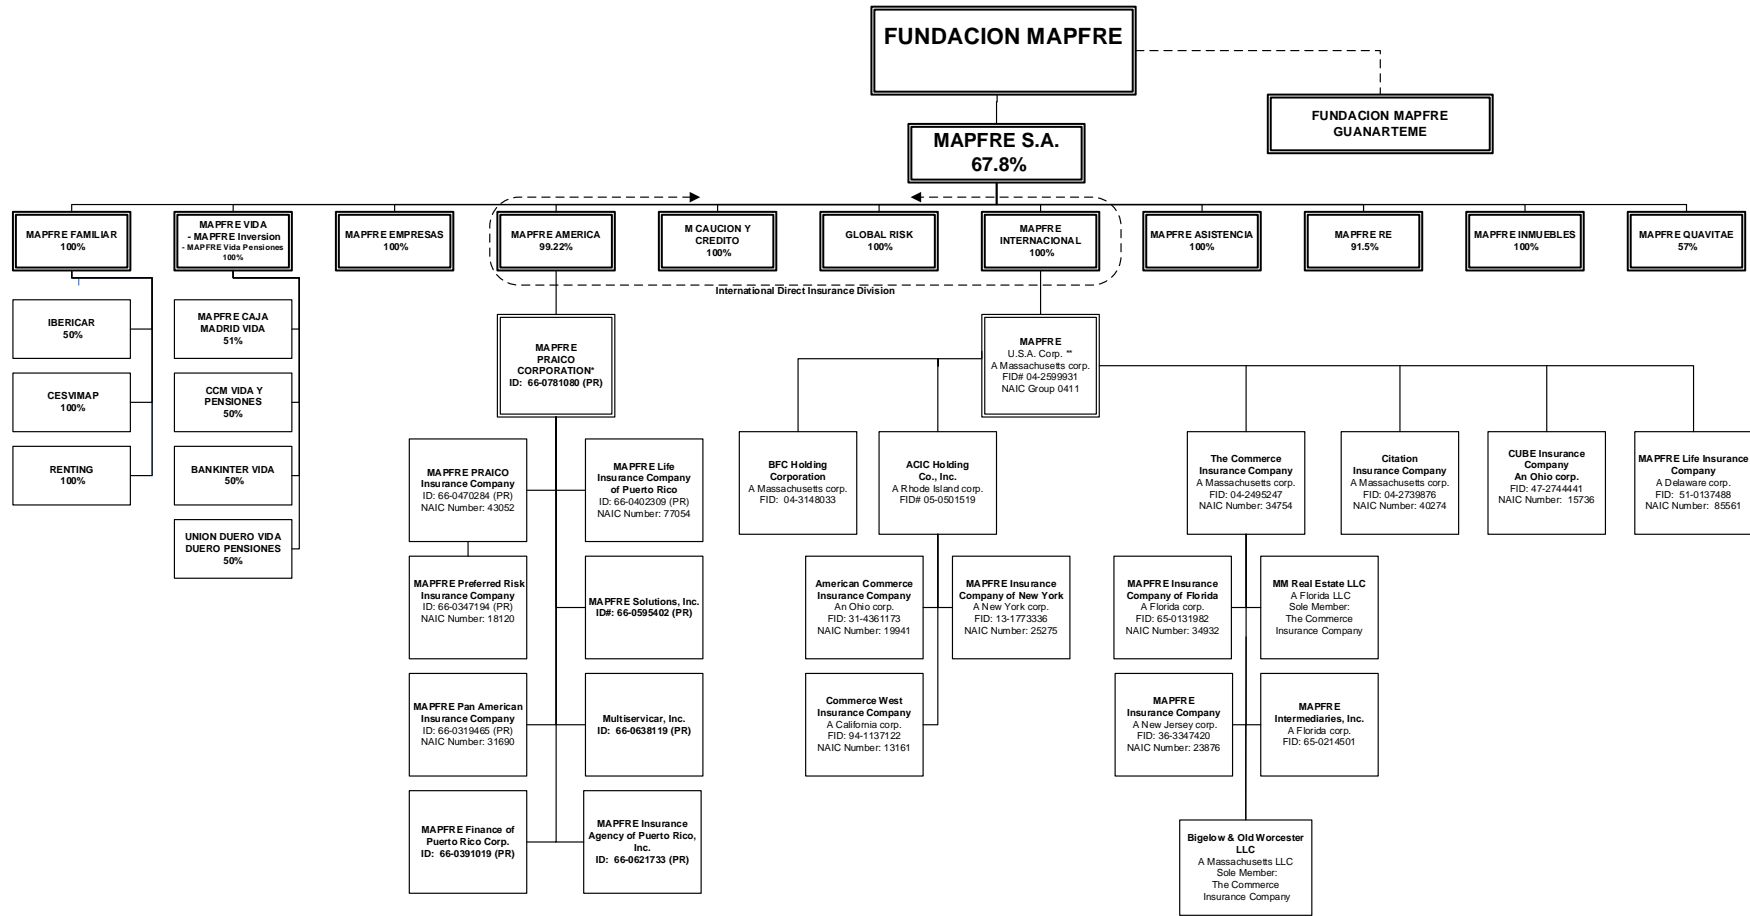 FUNDACION MAPFRE
FUNDACION MAPFRE
GUANARTEME
MAPFRE S.A.
67.8%
MAPFRE FAMILIAR
100%
MAPFRE VIDA
- MAPFRE Inversion
- MAPFRE Vida Pensiones
100%
MAPFRE EMPRESAS
100%
MAPFRE AMERICA
99.22%
M CAUCION Y
CREDITO
100%
GLOBAL RISK
100%
MAPFRE
INTERNACIONAL
100%
MAPFRE ASISTENCIA
100%
MAPFRE RE
91.5%
MAPFRE INMUEBLES
100%
MAPFRE QUAVITAE
57%
International Direct Insurance Division
IBERICAR
50%
CESVIMAP
100%
RENTING
100%
MAPFRE CAJA
MADRID VIDA
51%
CCM VIDA Y
PENSIONES
50%
BANKINTER VIDA
50%
UNION DUERO VIDA
DUERO PENSIONES
50%
MAPFRE
PRAICO
CORPORATION*
ID: 66-0781080 (PR)
MAPFRE
U.S.A. Corp. **
A Massachusetts corp.
FID# 04-2599931
NAIC Group 0411
MAPFRE PRAICO
Insurance Company
ID: 66-0470284 (PR)
NAIC Number: 43052
MAPFRE Life
Insurance Company
of Puerto Rico
ID: 66-0402309 (PR)
NAIC Number: 77054
MAPFRE Preferred Risk
Insurance Company
ID: 66-0347194 (PR)
NAIC Number: 18120
MAPFRE Solutions, Inc.
ID#: 66-0595402 (PR)
MAPFRE Pan American
Insurance Company
ID: 66-0319465 (PR)
NAIC Number: 31690
Multiservicar, Inc.
ID: 66-0638119 (PR)
MAPFRE Finance of
Puerto Rico Corp.
ID: 66-0391019 (PR)
MAPFRE Insurance
Agency of Puerto Rico,
Inc.
ID: 66-0621733 (PR)
BFC Holding
Corporation
A Massachusetts corp.
FID: 04-3148033
ACIC Holding
Co., Inc.
A Rhode Island corp.
FID# 05-0501519
The Commerce
Insurance Company
A Massachusetts corp.
FID: 04-2495247
NAIC Number: 34754
Citation
Insurance Company
A Massachusetts corp.
FID: 04-2739876
NAIC Number: 40274
CUBE Insurance
Company
An Ohio corp.
FID: 47-2744441
NAIC Number: 15736
MAPFRE Life Insurance
Company
A Delaware corp.
FID: 51-0137488
NAIC Number: 85561
American Commerce
Insurance Company
An Ohio corp.
FID: 31-4361173
NAIC Number: 19941
MAPFRE Insurance
Company of New York
A New York corp.
FID: 13-1773336
NAIC Number: 25275
Commerce West
Insurance Company
A California corp.
FID: 94-1137122
NAIC Number: 13161
MAPFRE Insurance
Company of Florida
A Florida corp.
FID: 65-0131982
NAIC Number: 34932
MM Real Estate LLC
A Florida LLC
Sole Member:
The Commerce
Insurance Company
MAPFRE
Insurance Company
A New Jersey corp.
FID: 36-3347420
NAIC Number: 23876
MAPFRE
Intermediaries, Inc.
A Florida corp.
FID: 65-0214501
Bigelow & Old Worcester
LLC
A Massachusetts LLC
Sole Member:
The Commerce
Insurance Company